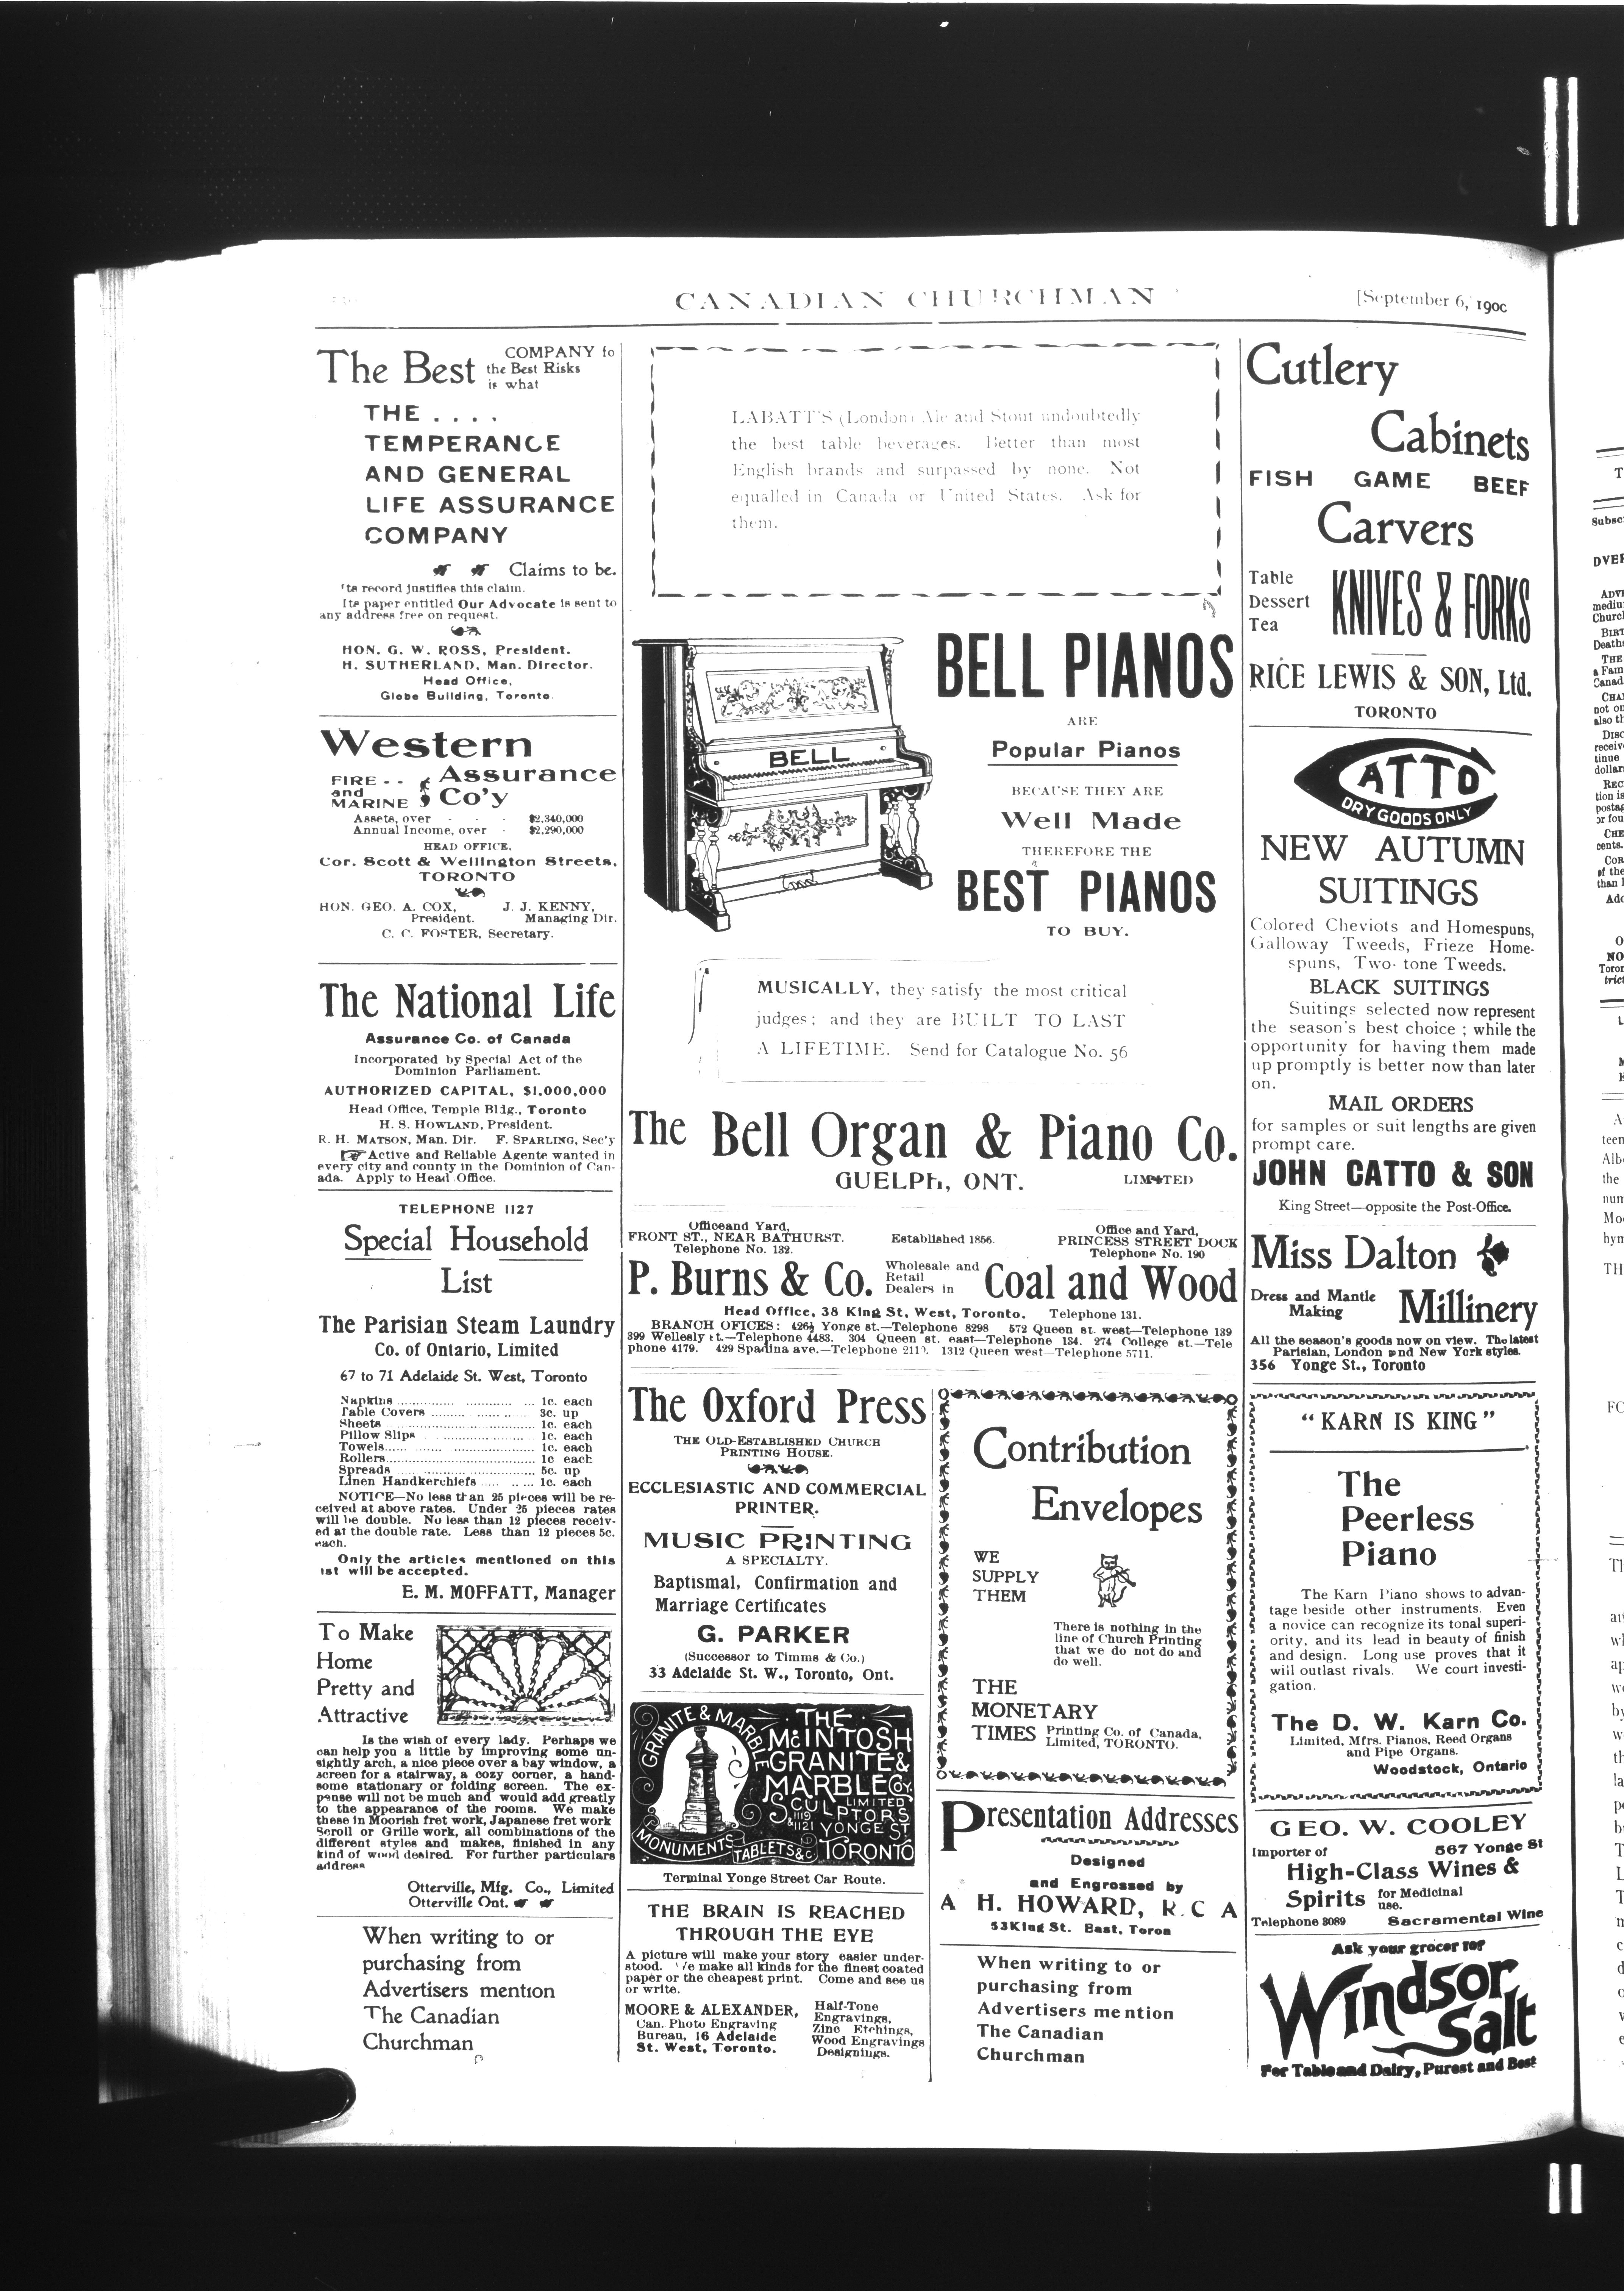 CANADIAN CHURCHMAN
[September 6, 190c
The Best
COMPANY fo
the Best Risks
is what
THE . . . .
TEMPERANCE
AND GENERAL
LIFE ASSURANCE
COMPANY
Claims to be.
'ts record justifies this claim.
Its paper entitled Our Advocate is sent to
any address free on request.
HON. G. W. ROSS, President.
H. SUTHERLAND, Man. Director.
Head Office,
Globe Building, Toronto.
Western
FIRE - -
and
MARINE
Assurance
Co'y
Assets, over - - - $2,340,000
Annual Income, over - $2,290,000
HEAD OFFICE,
Cor. Scott & Wellington Streets,
TORONTO
HON. GEO. A. COX, J. J. KENNY,
President. Managing Dir.
C. C. FOSTER, Secretary.
The National Life
Assurance Co. of Canada
Incorporated by Special Act of the
Dominion Parliament.
AUTHORIZED CAPITAL, $1,000,000
Head Office, Temple Bldg., Toronto
H. S. HOWLAND, President.
R. H. MATSON, Man. Dir. F. SPARLING, Sec'y
Active and Reliable Agente wanted in
every city and county in the Dominion of Can-
ada. Apply to Head Office.
TELEPHONE 1127
Special Household
List
The Parisian Steam Laundry
Co. of Ontario, Limited
67 to 71 Adelaide St. West, Toronto
Napkins ................ 1c. each
Table Covers ................ 3c. up
Sheets ................ 1c. each
Pillow Slips ................ 1c. each
Towels ................ 1c. each
Rollers ................ 1c each
Spreads ................ 5c. up
Linen Handkerchiefs ................ 1c. each
NOTICE—No less than 25 pieces will be re-
ceived at above rates. Under 25 pieces rates
will be double. No less than 12 pieces receiv-
ed at the double rate. Less than 12 pieces 5c.
each.
Only the articles mentioned on this
ist will be accepted.
E. M. MOFFATT, Manager
To Make
Home
Pretty and
Attractive
Is the wish of every lady. Perhaps we
can help you a little by improving some un-
sightly arch, a nice piece over a bay window, a
screen for a stairway, a cozy corner, a hand-
some stationary or folding screen. The ex-
pense will not be much and would add greatly
to the appearance of the rooms. We make
these in Moorish fret work, Japanese fret work
Scroll or Grille work, all combinations of the
different styles and makes, finished in any
kind of wood desired. For further particulars
address
Otterville, Mfg. Co., Limited
Otterville Ont.
When writing to or
purchasing from
Advertisers mention
The Canadian
Churchman
LABATT'S (London) Ale and Stout undoubtedly
the best table beverages. Better than most
English brands and surpassed by none. Not
equalled in Canada or United States. Ask for
them.
BELL
BELL PIANOS
ARE
Popular Pianos
BECAUSE THEY ARE
Well Made
THEREFORE THE
BEST PIANOS
TO BUY.
MUSICALLY, they satisfy the most critical
judges; and they are BUILT TO LAST
A LIFETIME. Send for Catalogue No. 56
The Bell Organ & Piano Co.
GUELPH, ONT. LIMITED
Officeand Yard,
FRONT ST., NEAR BATHURST.
Telephone No. 132.
Established 1856.
Office and Yard,
PRINCESS STREET DOCK
Telephone No. 190
P. Burns & Co.
Wholesale and
Retail
Dealers in
Coal and Wood
Head Office, 38 King St, West, Toronto. Telephone 131.
BRANCH OFICES: 426½ Yonge st.—Telephone 8298 572 Queen st. west—Telephone 139
399 Wellesly st.—Telephone 4483. 304 Queen st. east—Telephone 134. 274 College st.—Tele
phone 4179. 429 Spadina ave.—Telephone 2110. 1312 Queen west—Telephone 5711.
The Oxford Press
THE OLD-ESTABLISHED CHURCH
PRINTING HOUSE.
ECCLESIASTIC AND COMMERCIAL
PRINTER.
MUSIC PRINTING
A SPECIALTY.
Baptismal, Confirmation and
Marriage Certificates
G. PARKER
(Successor to Timms & Co.)
33 Adelaide St. W., Toronto, Ont.
GRANITE & MARBLE
MONUMENTS
TABLETS &c
THE
McINTOSH
GRANITE &
MARBLE COY.
LIMITED
SCULPTORS
1119
&1121 YONGE ST.
TORONTO
Terminal Yonge Street Car Route.
THE BRAIN IS REACHED
THROUGH THE EYE
A picture will make your story easier under-
stood. We make all kinds for the finest coated
paper or the cheapest print. Come and see us
or write.
MOORE & ALEXANDER,
Can. Photo Engraving
Bureau, 16 Adelaide
St. West, Toronto.
Half-Tone
Engravings,
Zinc Etchings,
Wood Engravings
Designings.
Contribution
Envelopes
WE
SUPPLY
THEM
There is nothing in the
line of Church Printing
that we do not do and
do well.
THE
MONETARY
TIMES Printing Co. of Canada,
Limited, TORONTO.
Presentation Addresses
Designed
and Engrossed by
A H. HOWARD, R.C A
53King St. East, Toron
When writing to or
purchasing from
Advertisers mention
The Canadian
Churchman
Cutlery
Cabinets
FISH GAME BEEF
Carvers
Table
Dessert
Tea
KNIVES & FORKS
RICE LEWIS & SON, Ltd.
TORONTO
CATTO
DRY GOODS ONLY
NEW AUTUMN
SUITINGS
Colored Cheviots and Homespuns,
Galloway Tweeds, Frieze Home-
spuns, Two- tone Tweeds.
BLACK SUITINGS
Suitings selected now represent
the season's best choice ; while the
opportunity for having them made
up promptly is better now than later
on.
MAIL ORDERS
for samples or suit lengths are given
prompt care.
JOHN CATTO & SON
King Street—opposite the Post-Office.
Miss Dalton
Dress and Mantle
Making
Millinery
All the season's goods now on view. The latest
Parisian, London and New York styles.
356 Yonge St., Toronto
"KARN IS KING"
The
Peerless
Piano
The Karn Piano shows to advan-
tage beside other instruments. Even
a novice can recognize its tonal superi-
ority, and its lead in beauty of finish
and design. Long use proves that it
will outlast rivals. We court investi-
gation.
The D. W. Karn Co.
Limited, Mfrs. Pianos, Reed Organs
and Pipe Organs.
Woodstock, Ontario
GEO. W. COOLEY
Importer of 567 Yonge St
High-Class Wines &
Spirits for Medicinal
use.
Telephone 3089 Sacramental Wine
Ask your grocer for
Windsor
Salt
For Table and Dairy, Purest and Best